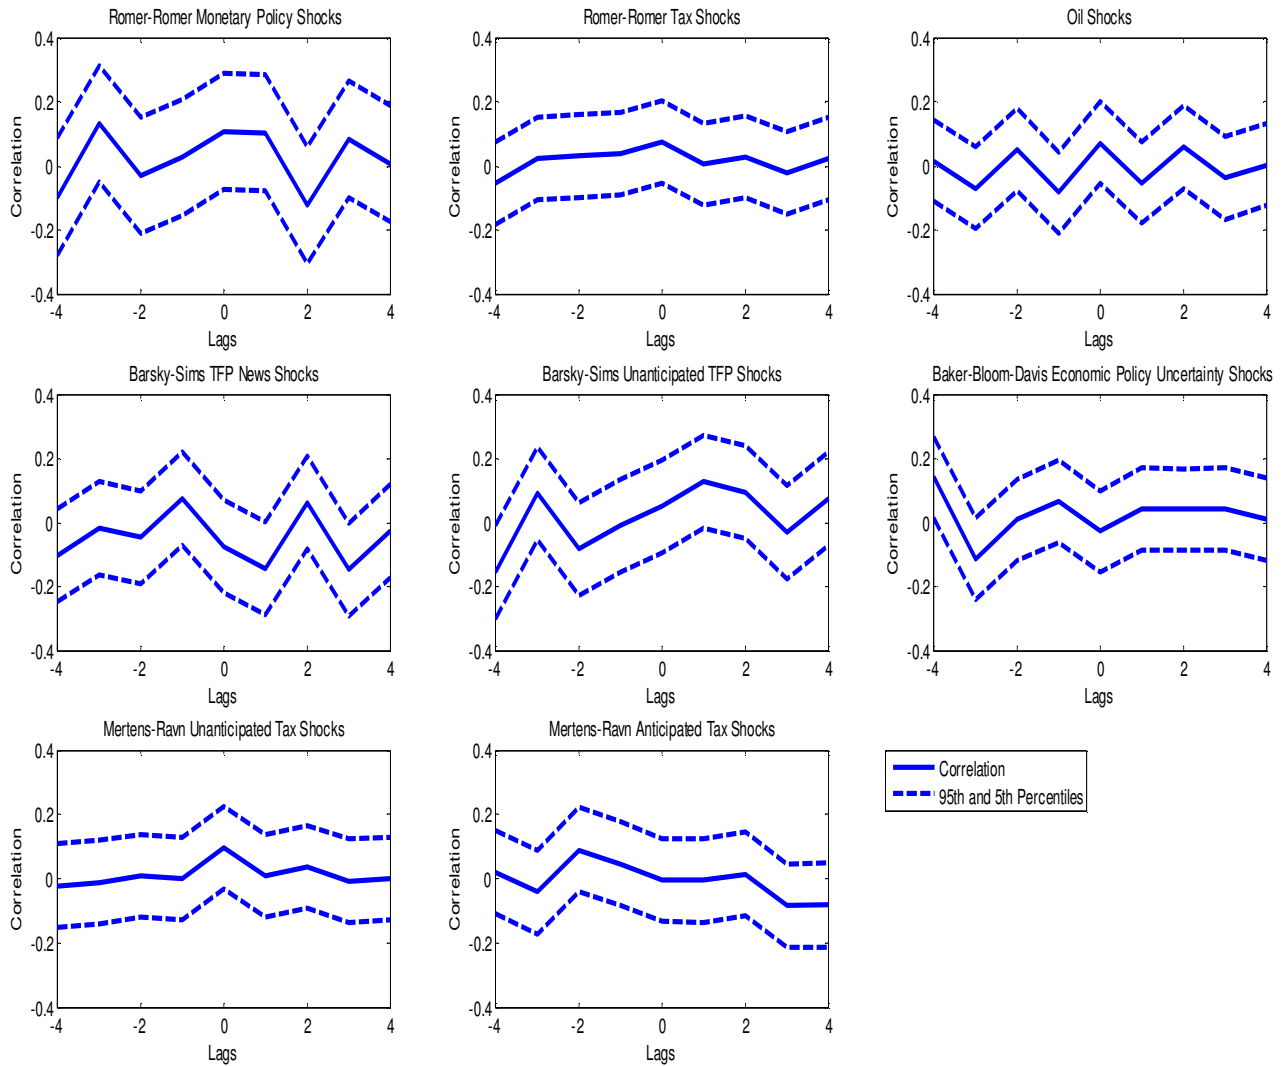 Romer-Romer Monetary Policy Shocks
Correlation
0.4
0.2
0
-0.2
-0.4
-4 -2 0 2 4
Lags
Romer-Romer Tax Shocks
Correlation
0.4
0.2
0
-0.2
-0.4
-4 -2 0 2 4
Lags
Oil Shocks
Correlation
0.4
0.2
0
-0.2
-0.4
-4 -2 0 2 4
Lags
Barsky-Sims TFP News Shocks
Correlation
0.4
0.2
0
-0.2
-0.4
-4 -2 0 2 4
Lags
Barsky-Sims Unanticipated TFP Shocks
Correlation
0.4
0.2
0
-0.2
-0.4
-4 -2 0 2 4
Lags
Baker-Bloom-Davis Economic Policy Uncertainty Shocks
Correlation
0.4
0.2
0
-0.2
-0.4
-4 -2 0 2 4
Lags
Mertens-Ravn Unanticipated Tax Shocks
Correlation
0.4
0.2
0
-0.2
-0.4
-4 -2 0 2 4
Lags
Mertens-Ravn Anticipated Tax Shocks
Correlation
0.4
0.2
0
-0.2
-0.4
-4 -2 0 2 4
Lags
Correlation
95th and 5th Percentiles